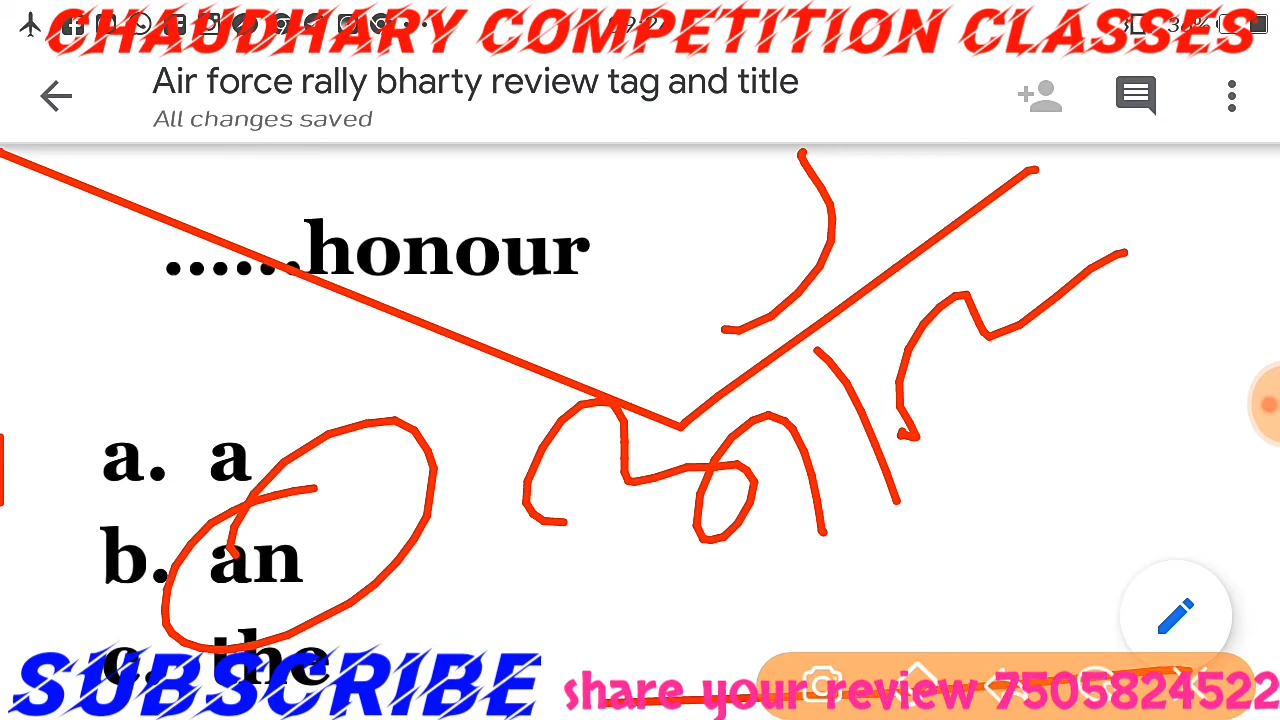 CHAUDHARY COMPETITION CLASSES
Air force rally bharty review tag and title
All changes saved
......honour
a. a
b. an
c. the
SUBSCRIBE
share your review 7505824522